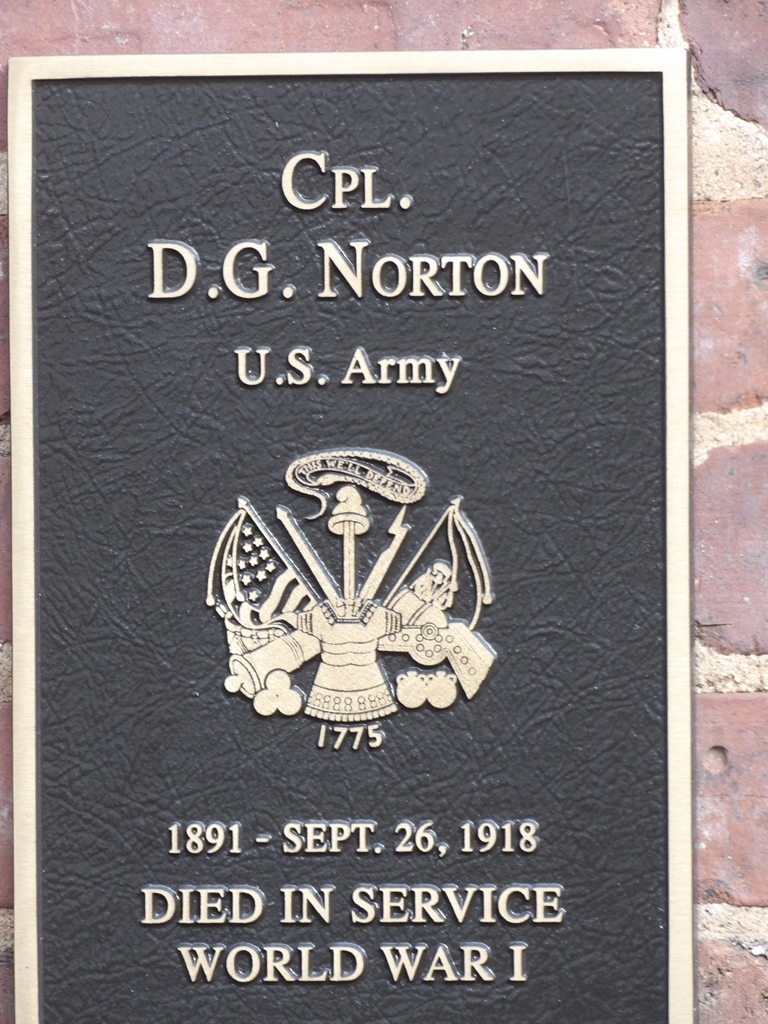 CPL.
D.G. NORTON
U.S. Army
THIS WE'LL DEFEND
1775
1891 - SEPT. 26, 1918
DIED IN SERVICE
WORLD WAR I